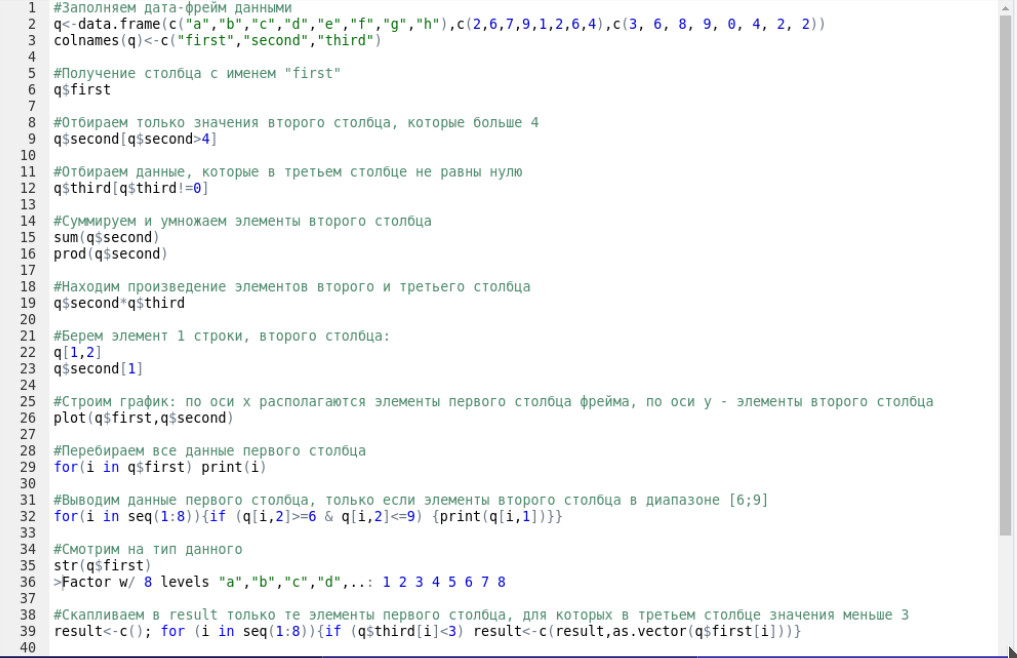 1 #Заполняем дата-фрейм данными
2 q<-data.frame(c("a","b","c","d","e","f","g","h"),c(2,6,7,9,1,2,6,4),c(3, 6, 8, 9, 0, 4, 2, 2))
3 colnames(q)<-c("first","second","third")
4
5 #Получение столбца с именем "first"
6 q$first
7
8 #Отбираем только значения второго столбца, которые больше 4
9 q$second[q$second>4]
10
11 #Отбираем данные, которые в третьем столбце не равны нулю
12 q$third[q$third!=0]
13
14 #Суммируем и умножаем элементы второго столбца
15 sum(q$second)
16 prod(q$second)
17
18 #Находим произведение элементов второго и третьего столбца
19 q$second*q$third
20
21 #Берем элемент 1 строки, второго столбца:
22 q[1,2]
23 q$second[1]
24
25 #Строим график: по оси x располагаются элементы первого столбца фрейма, по оси y - элементы второго столбца
26 plot(q$first,q$second)
27
28 #Перебираем все данные первого столбца
29 for(i in q$first) print(i)
30
31 #Выводим данные первого столбца, только если элементы второго столбца в диапазоне [6;9]
32 for(i in seq(1:8)){if (q[i,2]>=6 & q[i,2]<=9) {print(q[i,1])}}
33
34 #Смотрим на тип данного
35 str(q$first)
36 >Factor w/ 8 levels "a","b","c","d",..: 1 2 3 4 5 6 7 8
37
38 #Скапливаем в result только те элементы первого столбца, для которых в третьем столбце значения меньше 3
39 result<-c(); for (i in seq(1:8)){if (q$third[i]<3) result<-c(result,as.vector(q$first[i]))}
40